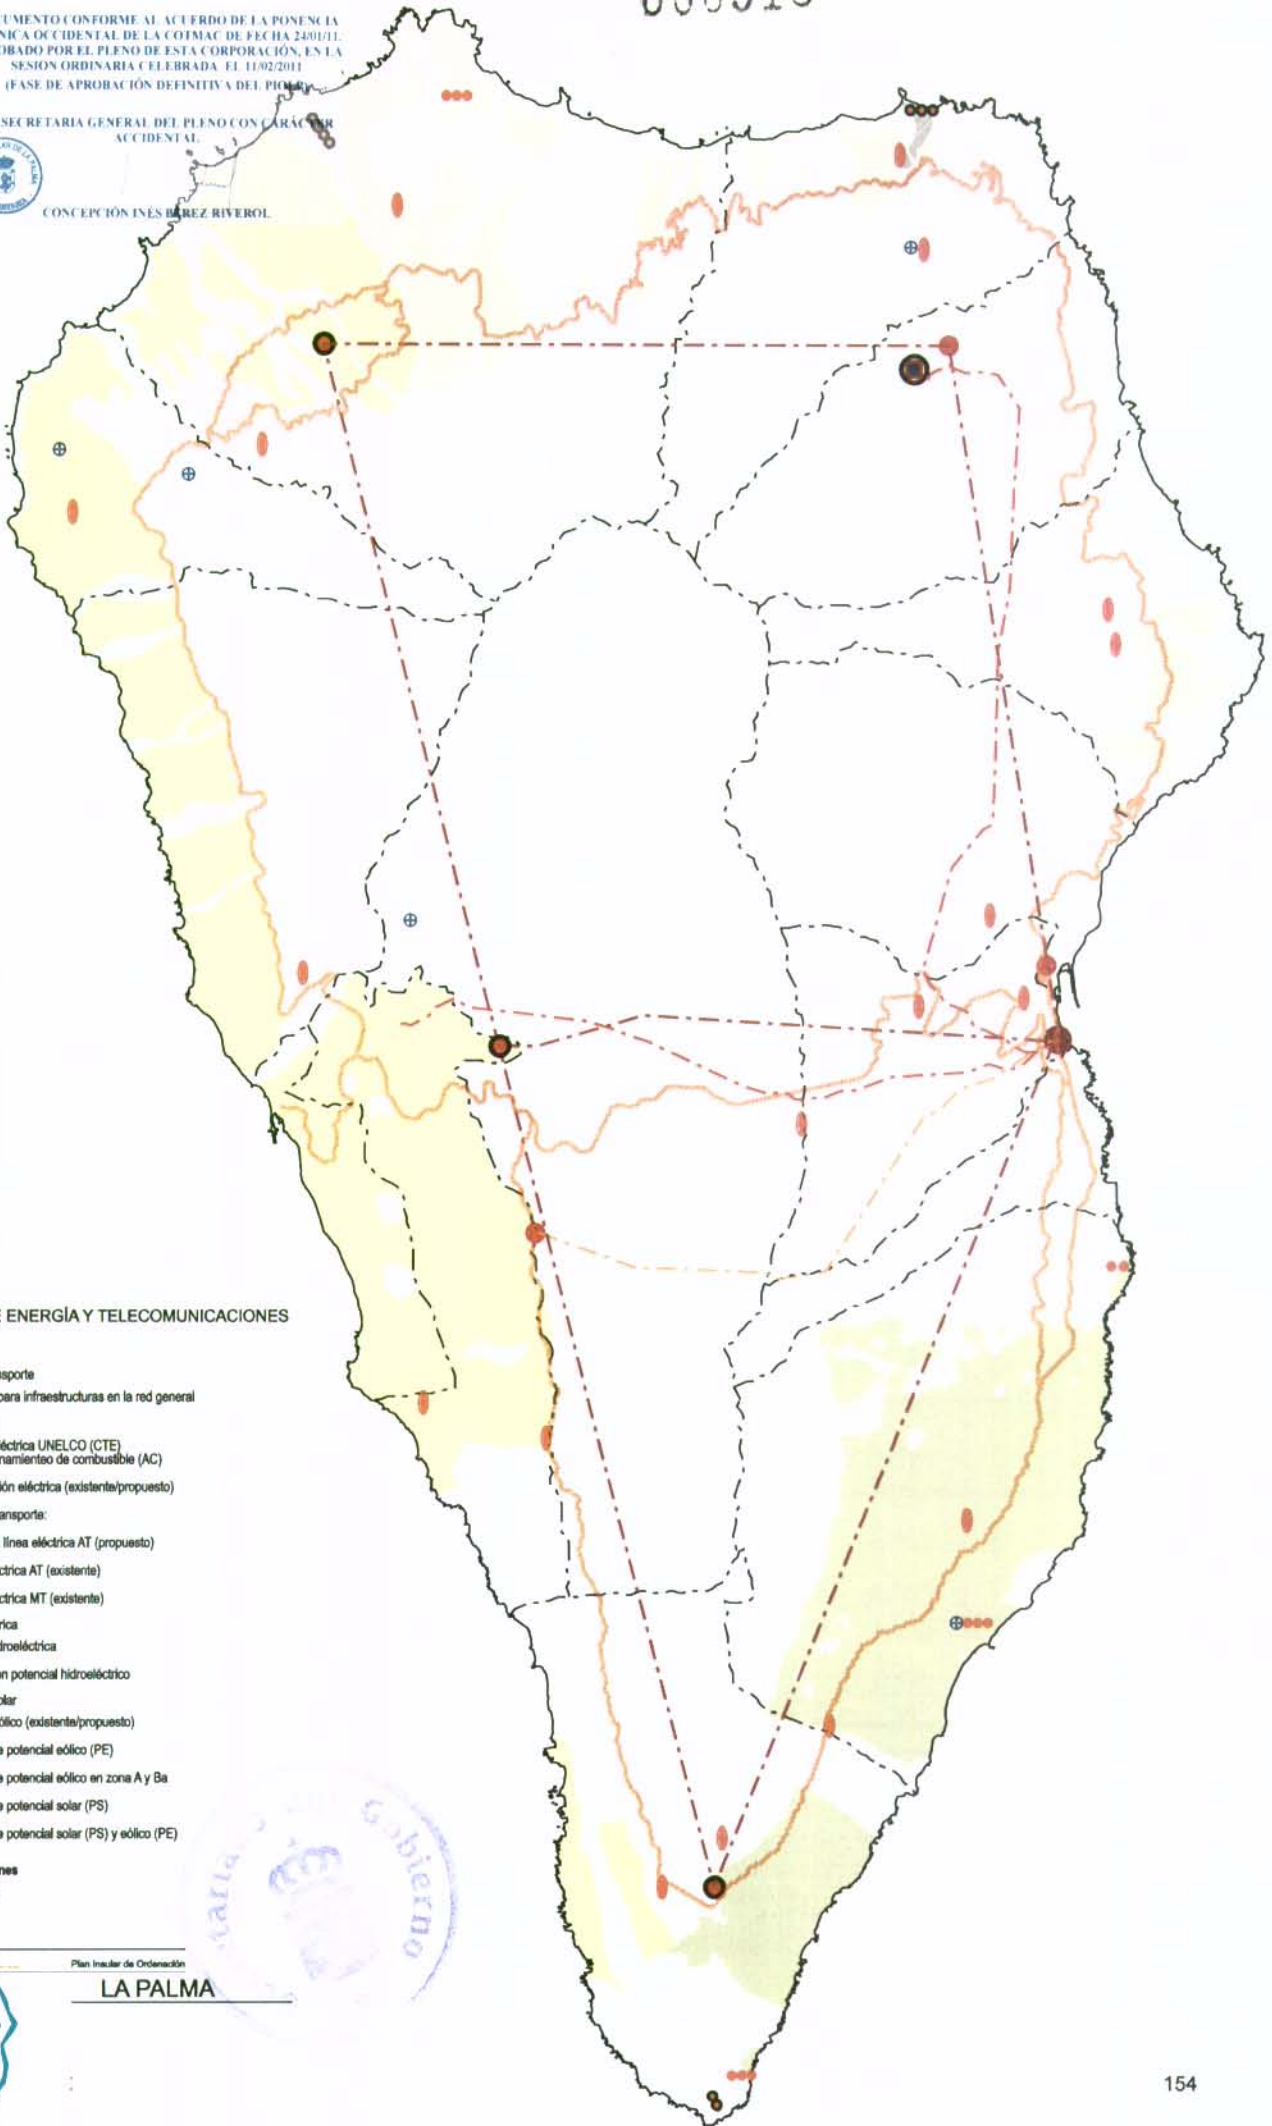 CUMENTO CONFORME AL ACUERDO DE LA PONENCIA
NICA OCCIDENTAL DE LA COTMAC DE FECHA 24/01/11.
OBADO POR EL PLENO DE ESTA CORPORACIÓN, EN LA
SESION ORDINARIA CELEBRADA EL 11/02/2011
(FASE DE APROBACIÓN DEFINITIVA DEL PIOLP)
SECRETARIA GENERAL DEL PLENO CON CARÁCTER
ACCIDENTAL
CONCEPCIÓN INÉS PÉREZ RIVEROL
E ENERGÍA Y TELECOMUNICACIONES
sporte
para infraestructuras en la red general
éctrica UNELCO (CTE)
namienteo de combustible (AC)
ión eléctrica (existente/propuesto)
ansporte:
línea eléctrica AT (propuesto)
ctrica AT (existente)
ctrica MT (existente)
rica
droeléctrica
on potencial hidroeléctrico
olar
ólico (existente/propuesto)
e potencial eólico (PE)
e potencial eólico en zona A y Ba
e potencial solar (PS)
e potencial solar (PS) y eólico (PE)
nes
Gobierno
Plan Insular de Ordenación
LA PALMA
154